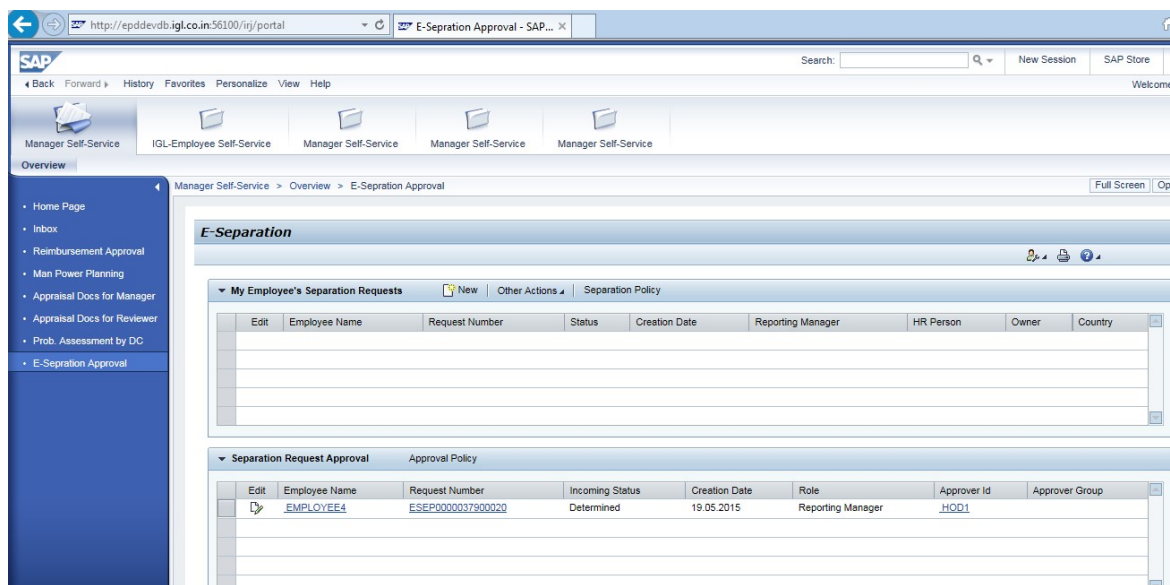 http://epddevdb.igl.co.in:56100/irj/portal
E-Sepration Approval - SAP...
SAP
Search:
New Session
SAP Store
Back Forward History Favorites Personalize View Help
Welcome
Manager Self-Service
IGL-Employee Self-Service
Manager Self-Service
Manager Self-Service
Manager Self-Service
Overview
Manager Self-Service > Overview > E-Sepration Approval
Full Screen
Op
• Home Page
• Inbox
• Reimbursement Approval
• Man Power Planning
• Appraisal Docs for Manager
• Appraisal Docs for Reviewer
• Prob. Assessment by DC
• E-Sepration Approval
E-Separation
My Employee's Separation Requests New Other Actions Separation Policy
Edit Employee Name Request Number Status Creation Date Reporting Manager HR Person Owner Country
Separation Request Approval Approval Policy
Edit Employee Name Request Number Incoming Status Creation Date Role Approver Id Approver Group
.EMPLOYEE4 ESEP0000037900020 Determined 19.05.2015 Reporting Manager .HOD1